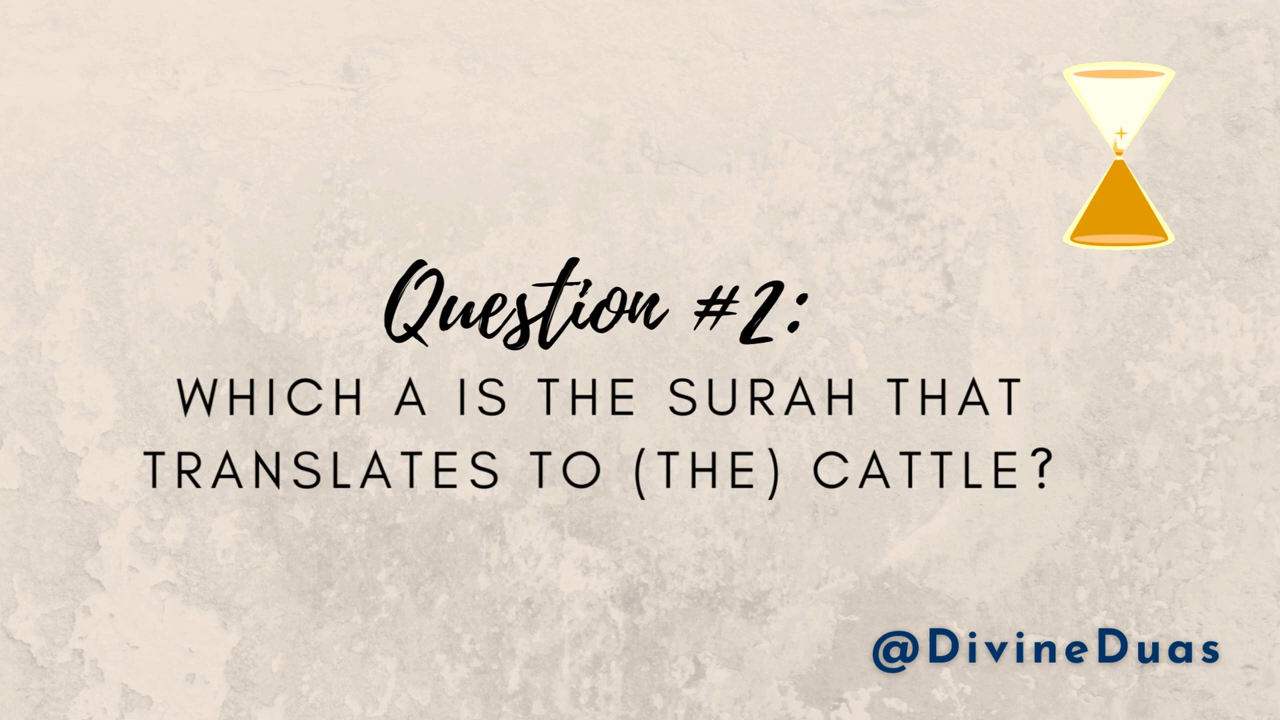 Question #2:
WHICH A IS THE SURAH THAT
TRANSLATES TO (THE) CATTLE?
@DivineDuas